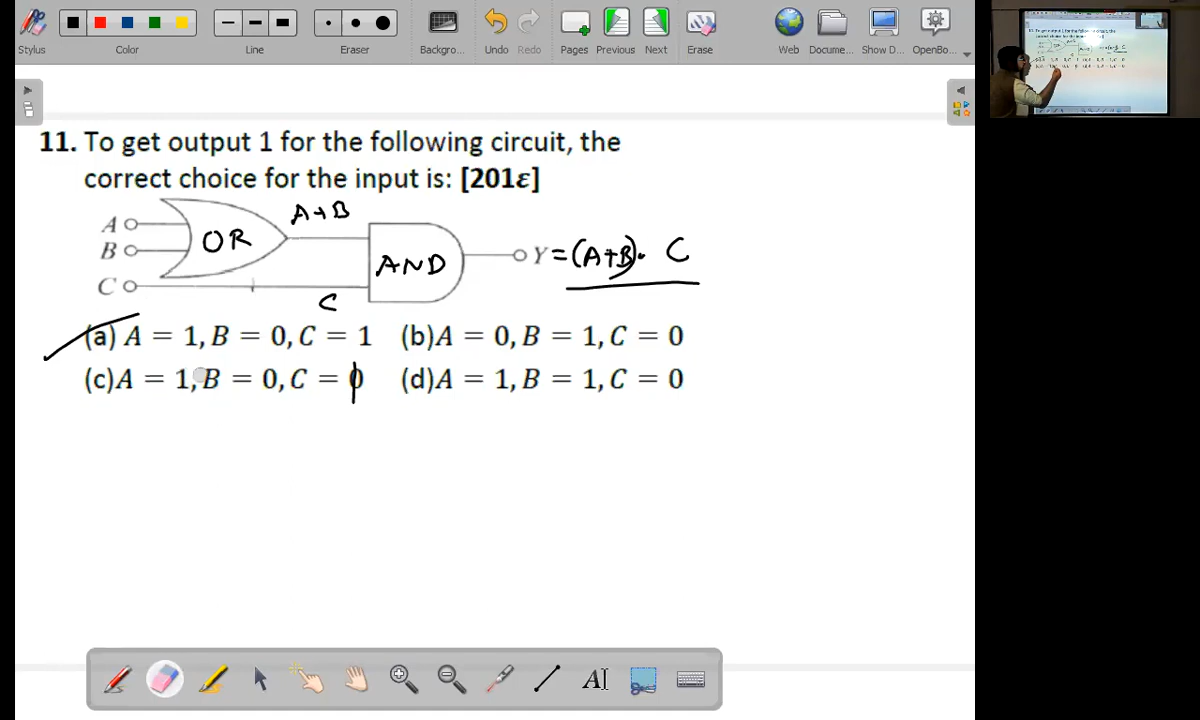 Stylus Color Line Eraser Backgro... Undo Redo Pages Previous Next Erase Web Docume... Show D... OpenBo...
11. To get output 1 for the following circuit, the
correct choice for the input is: [201ε]
A+B
A
B
OR
AND
Y = (A+B). C
C
C
(a) A = 1, B = 0, C = 1 (b)A = 0, B = 1, C = 0
(c)A = 1, B = 0, C = 0 (d)A = 1, B = 1, C = 0